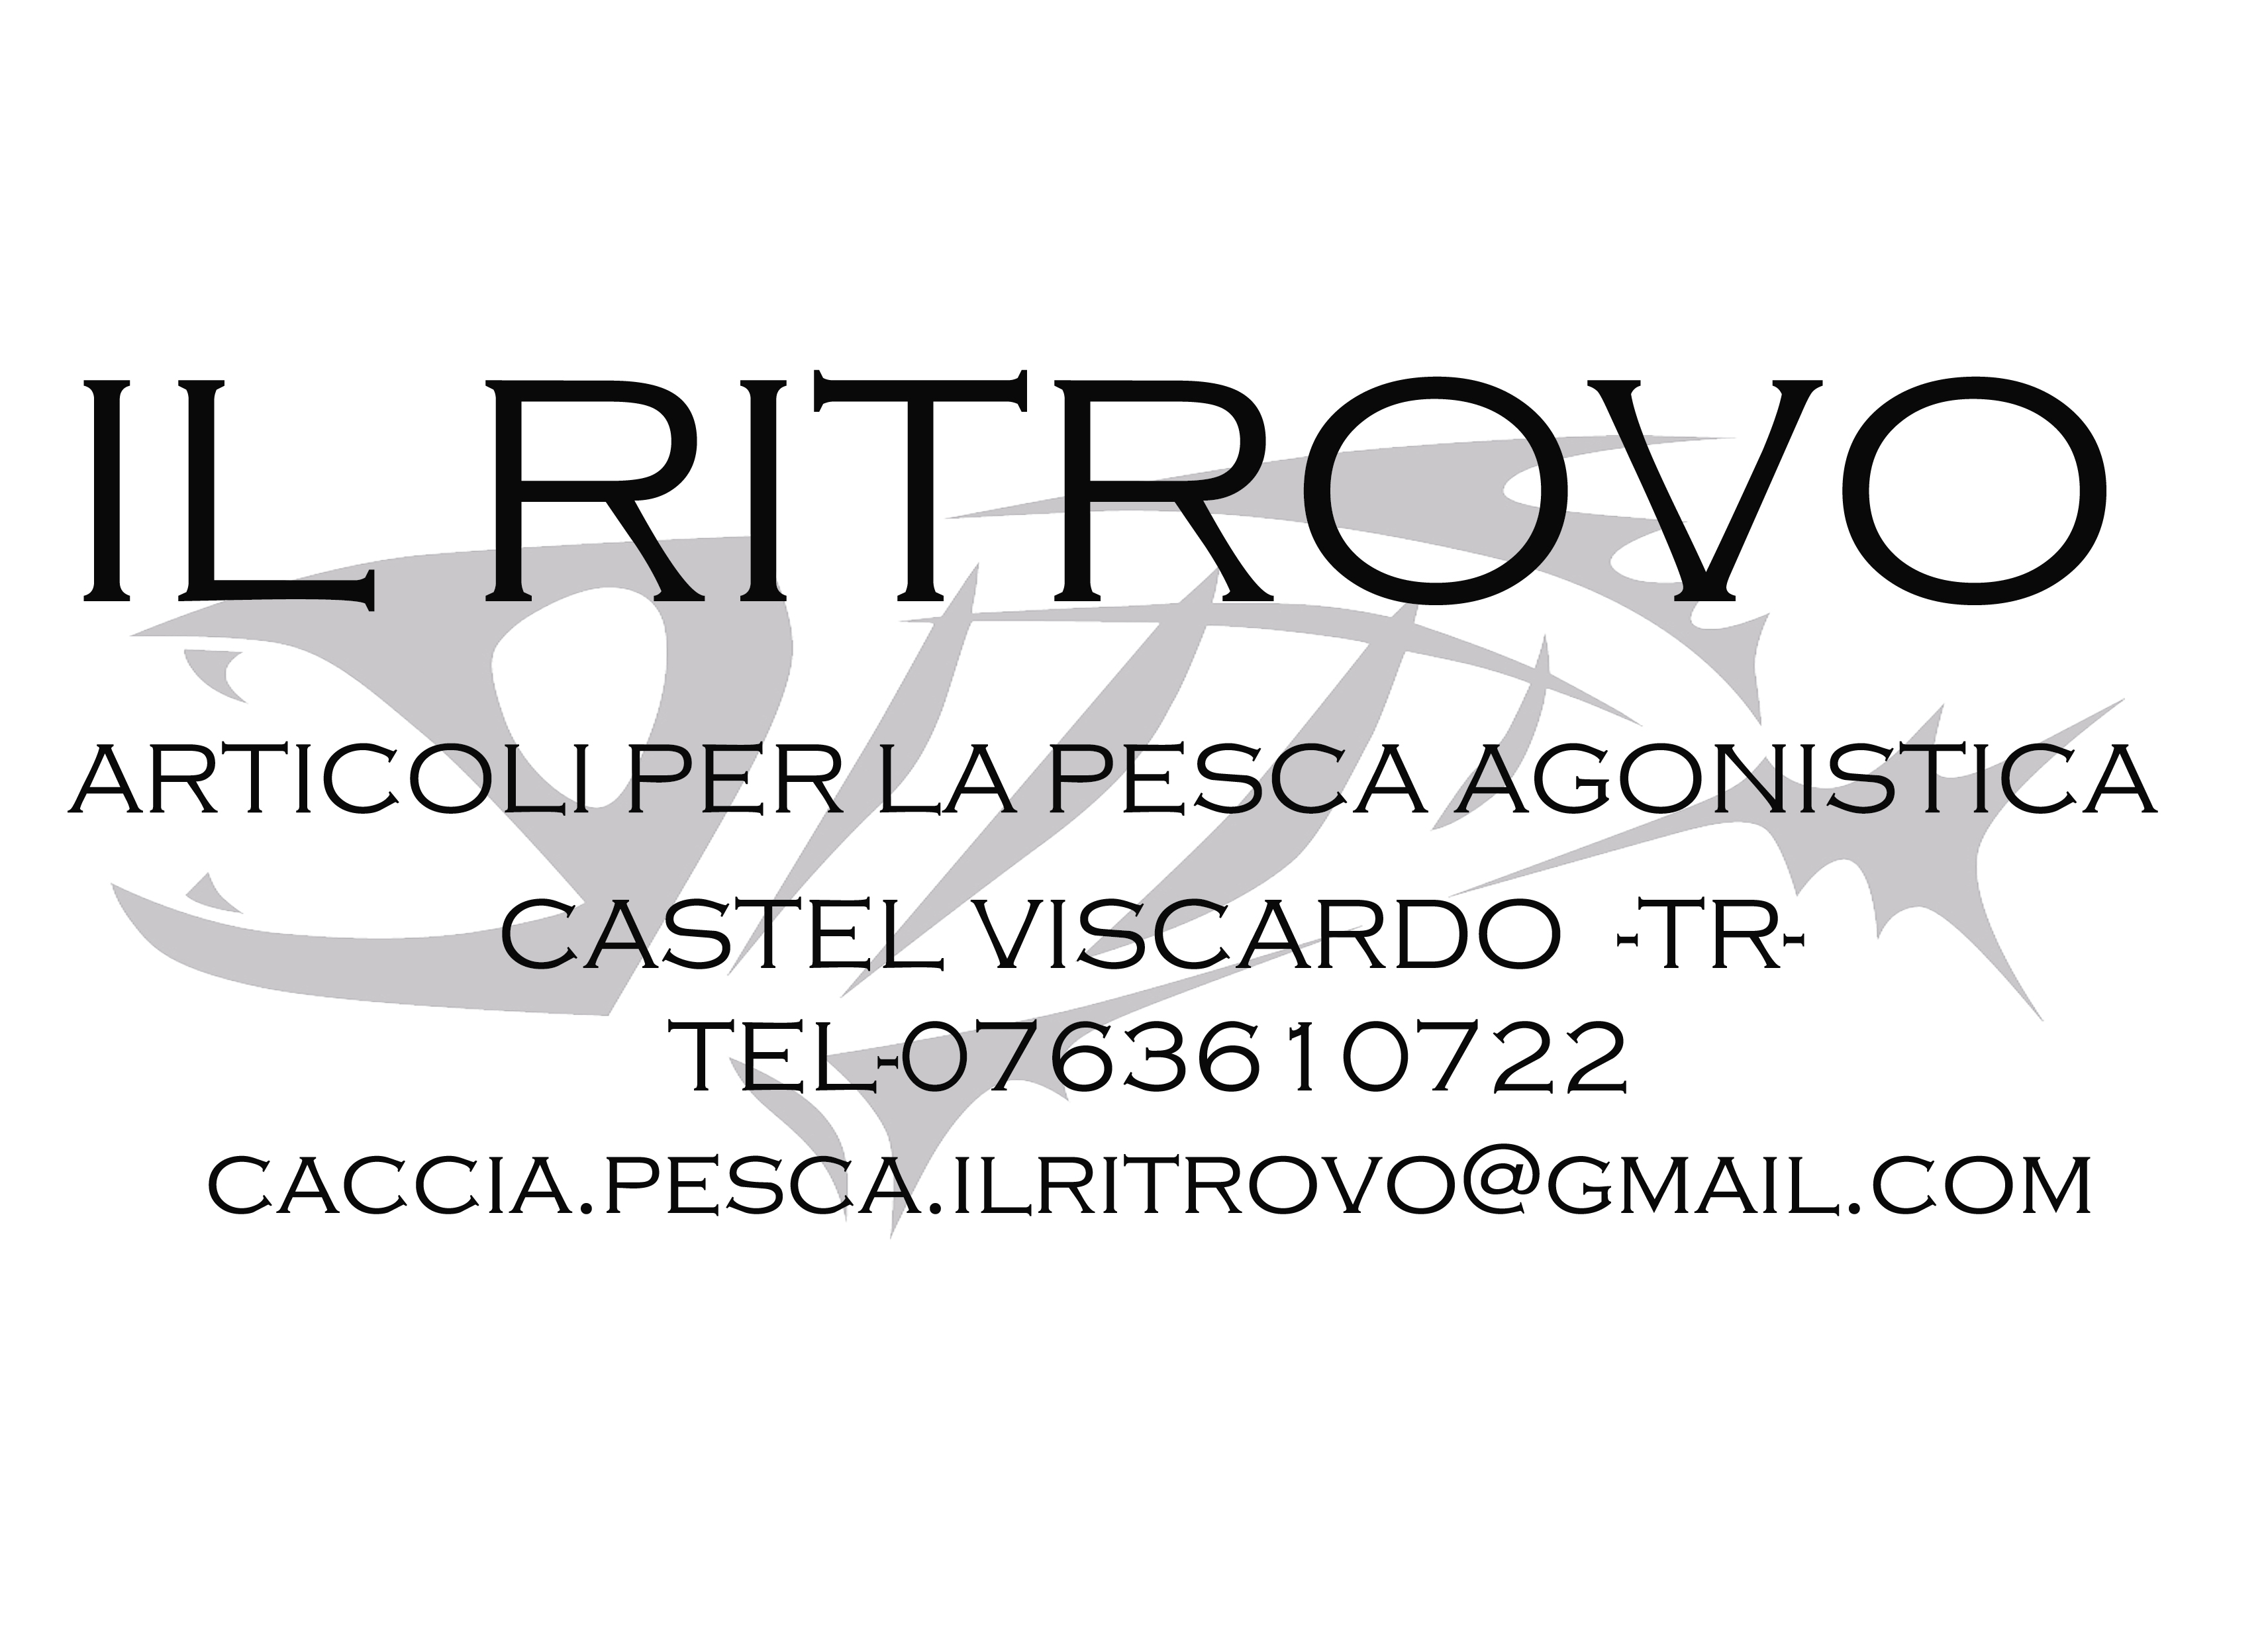 IL RITROVO
ARTICOLI PER LA PESCA AGONISTICA
CASTEL VISCARDO -TR-
TEL-0763610722
CACCIA.PESCA.ILRITROVO@GMAIL.COM